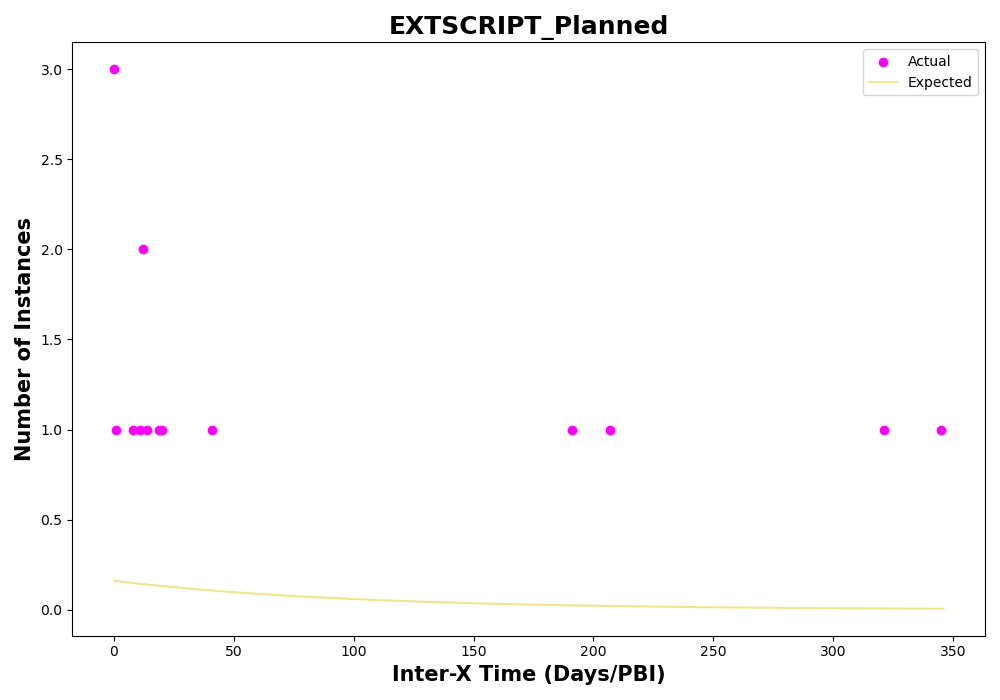 EXTSCRIPT_Planned
Actual
Expected
Number of Instances
3.0
2.5
2.0
1.5
1.0
0.5
0.0
0 50 100 150 200 250 300 350
Inter-X Time (Days/PBI)